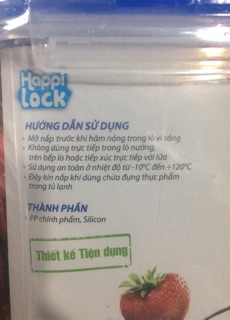 Happi
Lock
HƯỚNG DẪN SỬ DỤNG
• Mở nắp trước khi hâm nóng trong lò vi sóng
• Không dùng trực tiếp trong lò nướng,
trên bếp lò hoặc tiếp xúc trực tiếp với lửa
• Sử dụng an toàn ở nhiệt độ từ -10°C đến +120°C
• Đậy kín nắp khi dùng chứa đựng thực phẩm
trong tủ lạnh
THÀNH PHẦN
• PP chính phẩm, Silicon
Thiết kế Tiện dụng